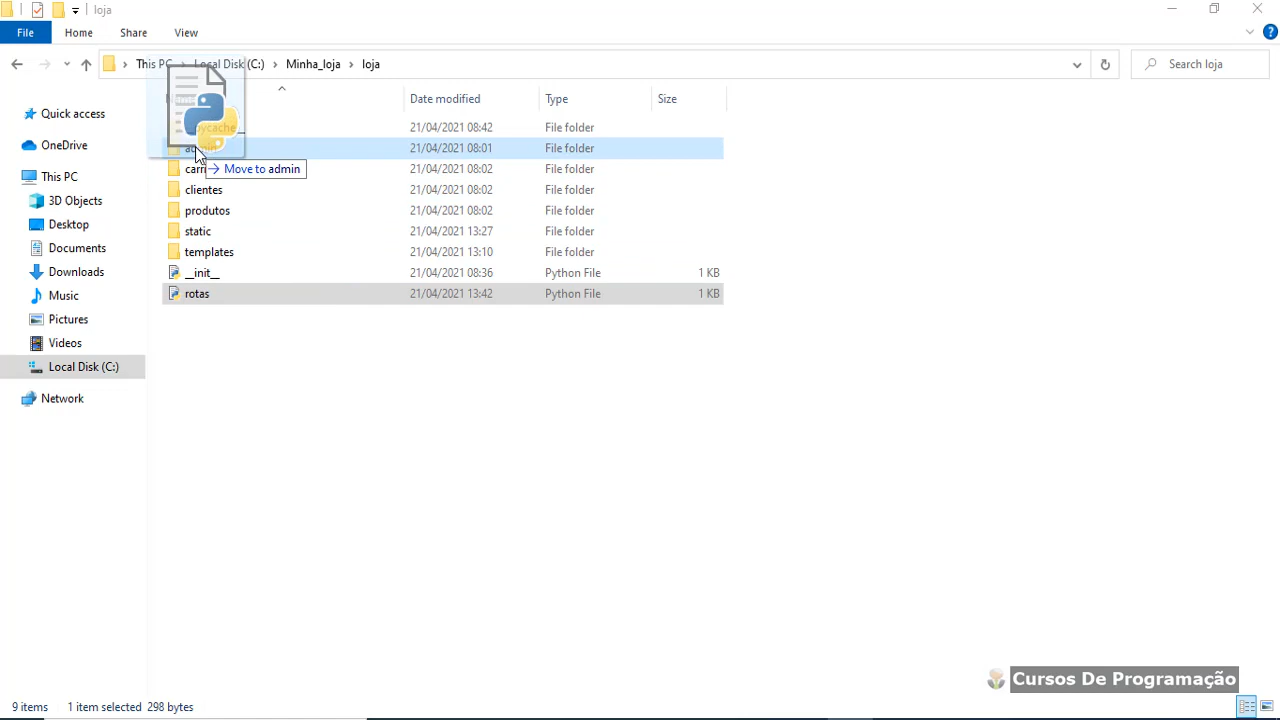 loja
File Home Share View
This PC Local Disk (C:) Minha_loja loja Search loja
Date modified Type Size
Quick access
OneDrive
This PC
3D Objects
Desktop
Documents
Downloads
Music
Pictures
Videos
Local Disk (C:)
Network
__pycache__ 21/04/2021 08:42 File folder
admin 21/04/2021 08:01 File folder
Move to admin
21/04/2021 08:02 File folder
clientes 21/04/2021 08:02 File folder
produtos 21/04/2021 08:02 File folder
static 21/04/2021 13:27 File folder
templates 21/04/2021 13:10 File folder
__init__ 21/04/2021 08:36 Python File 1 KB
rotas 21/04/2021 13:42 Python File 1 KB
Cursos De Programação
9 items 1 item selected 298 bytes